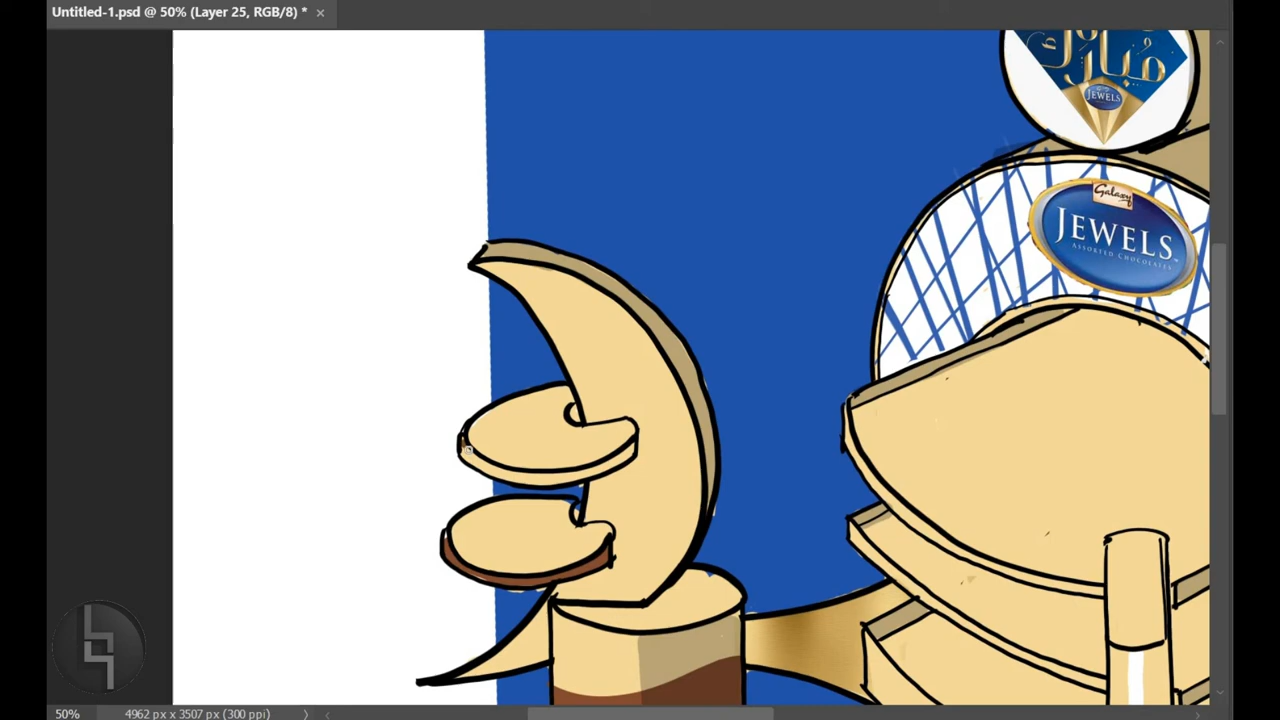 Untitled-1.psd @ 50% (Layer 25, RGB/8) *
مبارك
JEWELS
Galaxy
JEWELS
ASSORTED CHOCOLATES
50%
4962 px x 3507 px (300 ppi)